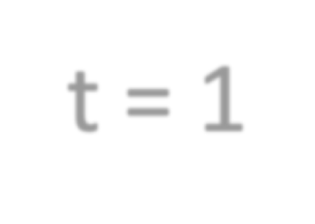 t = 1